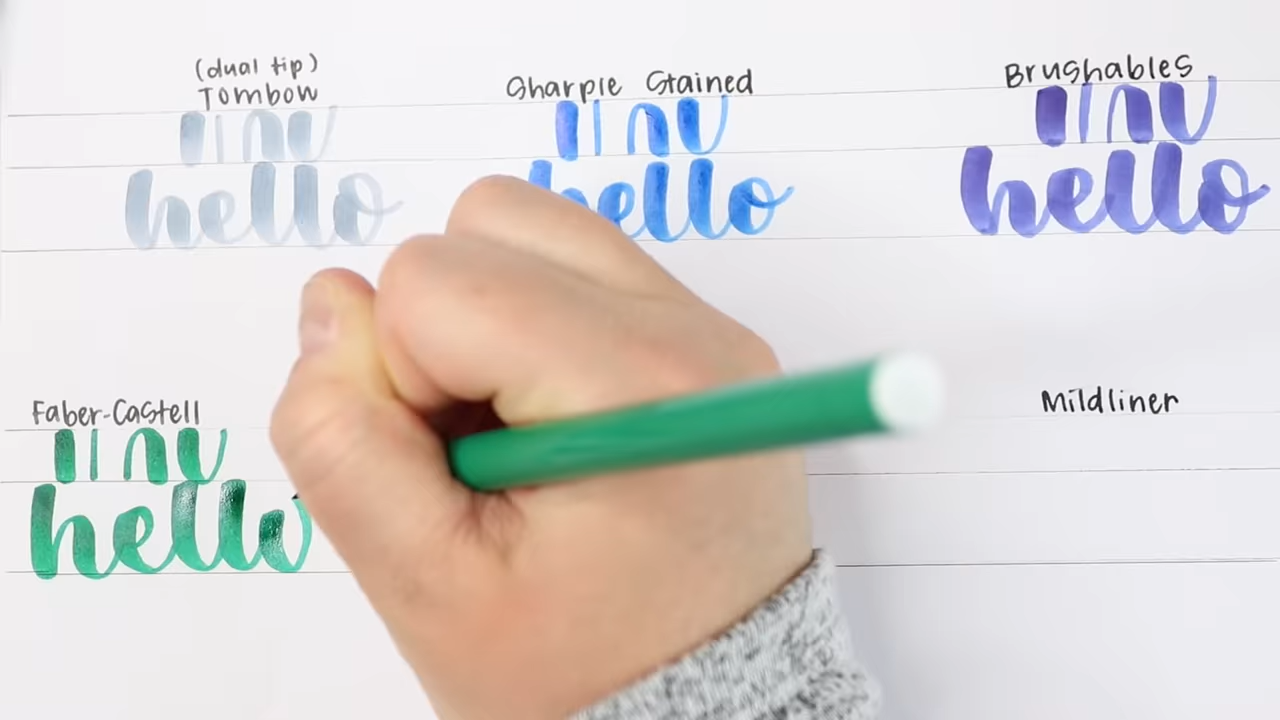 (dual tip)
Tombow
hello
Sharpie Stained
hello
Brushables
hello
Faber-Castell
hello
Mildliner